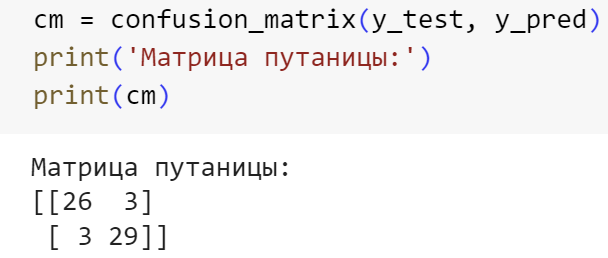 cm = confusion_matrix(y_test, y_pred)
print('Матрица путаницы:')
print(cm)
Матрица путаницы:
[[26  3]
 [ 3 29]]